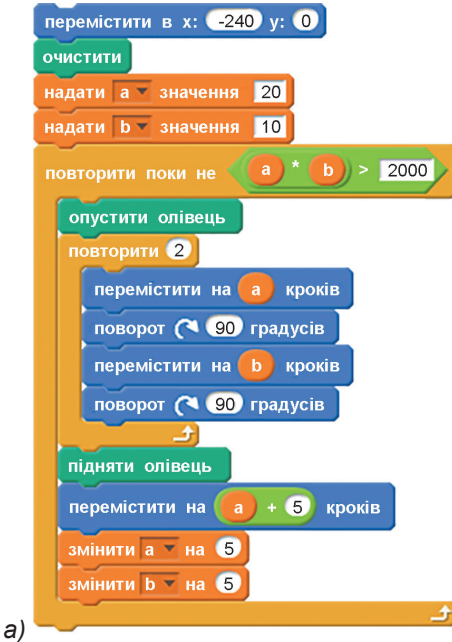 перемістити в x: -240 y: 0
очистити
надати a значення 20
надати b значення 10
повторити поки не a * b > 2000
опустити олівець
повторити 2
перемістити на a кроків
поворот 90 градусів
перемістити на b кроків
поворот 90 градусів
підняти олівець
перемістити на a + 5 кроків
змінити a на 5
змінити b на 5
а)